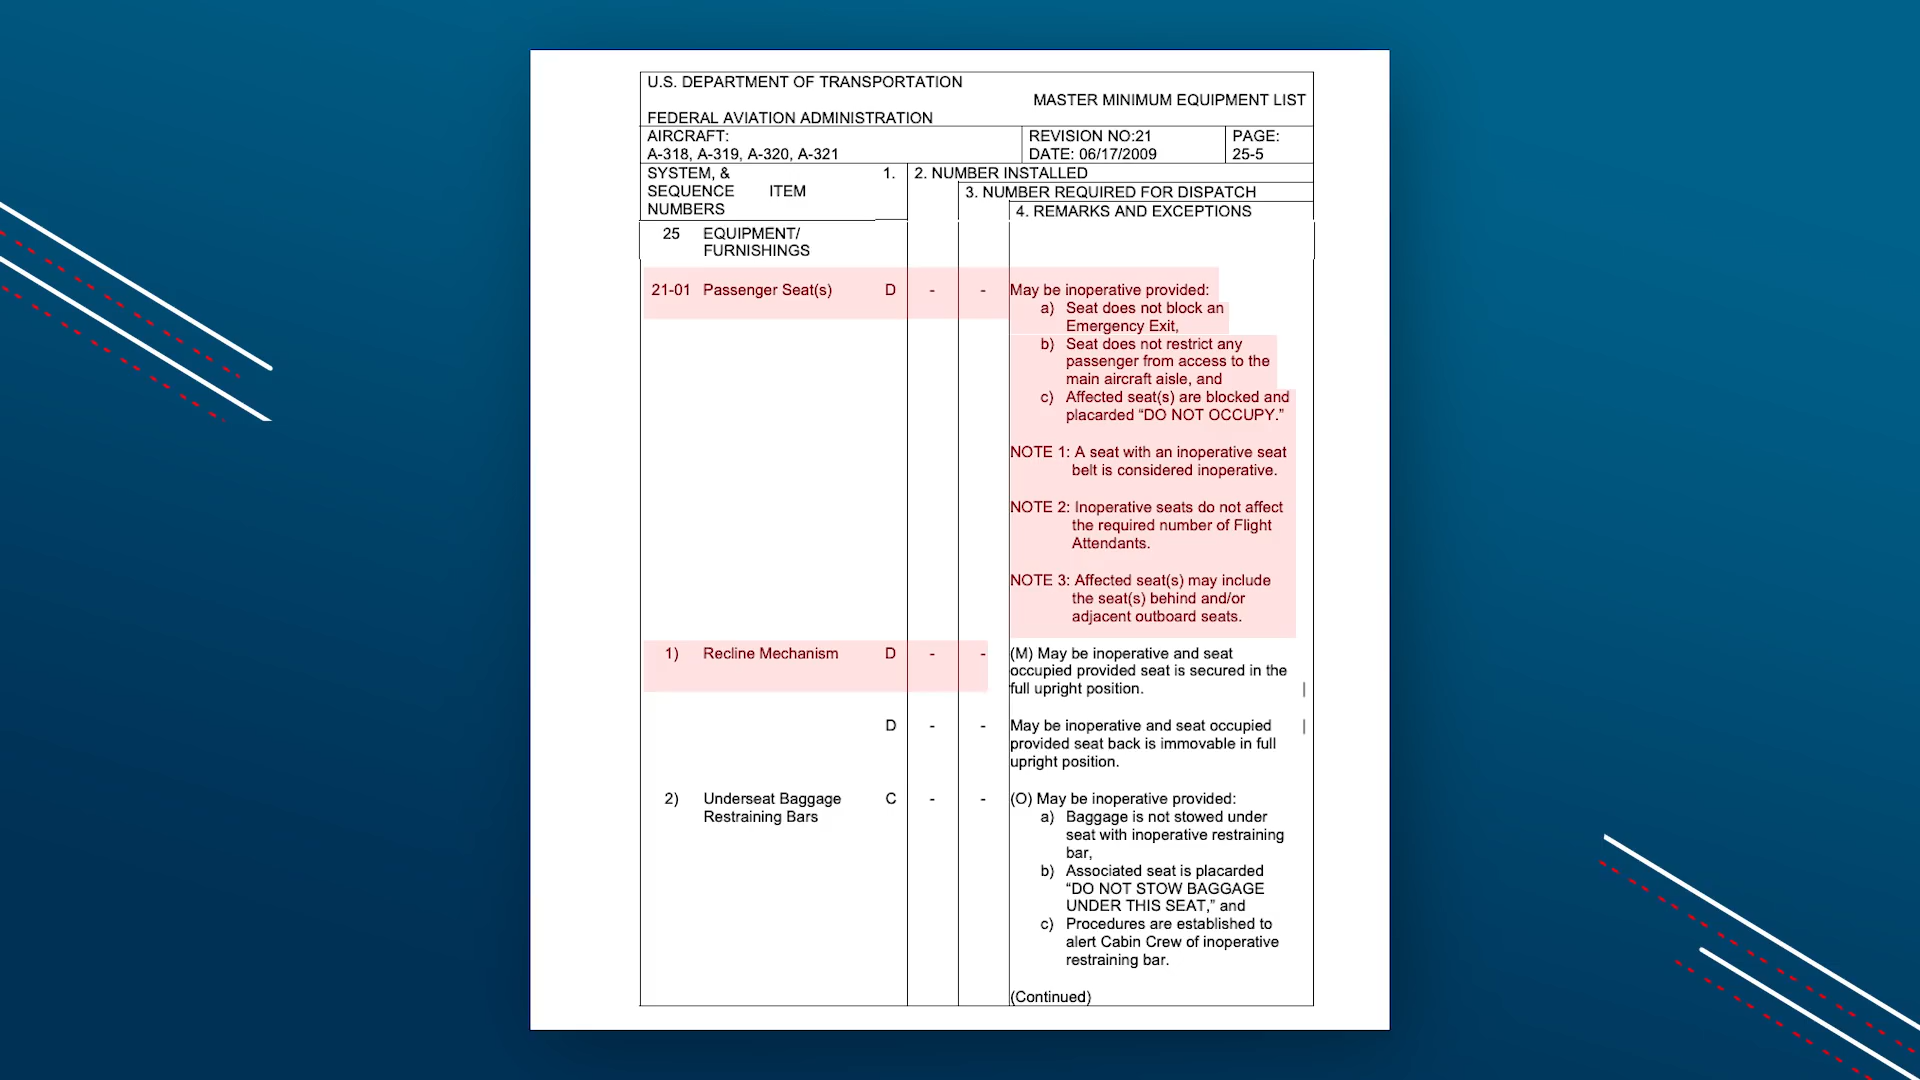 U.S. DEPARTMENT OF TRANSPORTATION
MASTER MINIMUM EQUIPMENT LIST
FEDERAL AVIATION ADMINISTRATION
AIRCRAFT:
A-318, A-319, A-320, A-321
REVISION NO:21
DATE: 06/17/2009
PAGE:
25-5
SYSTEM, & 1.
SEQUENCE ITEM
NUMBERS
2. NUMBER INSTALLED
3. NUMBER REQUIRED FOR DISPATCH
4. REMARKS AND EXCEPTIONS
25 EQUIPMENT/
FURNISHINGS
21-01 Passenger Seat(s) D - - May be inoperative provided:
a) Seat does not block an
Emergency Exit,
b) Seat does not restrict any
passenger from access to the
main aircraft aisle, and
c) Affected seat(s) are blocked and
placarded “DO NOT OCCUPY.”
NOTE 1: A seat with an inoperative seat
belt is considered inoperative.
NOTE 2: Inoperative seats do not affect
the required number of Flight
Attendants.
NOTE 3: Affected seat(s) may include
the seat(s) behind and/or
adjacent outboard seats.
1) Recline Mechanism D - - (M) May be inoperative and seat
occupied provided seat is secured in the
full upright position. |
D - - May be inoperative and seat occupied |
provided seat back is immovable in full
upright position.
2) Underseat Baggage C - - (O) May be inoperative provided:
Restraining Bars
a) Baggage is not stowed under
seat with inoperative restraining
bar,
b) Associated seat is placarded
“DO NOT STOW BAGGAGE
UNDER THIS SEAT,” and
c) Procedures are established to
alert Cabin Crew of inoperative
restraining bar.
(Continued)